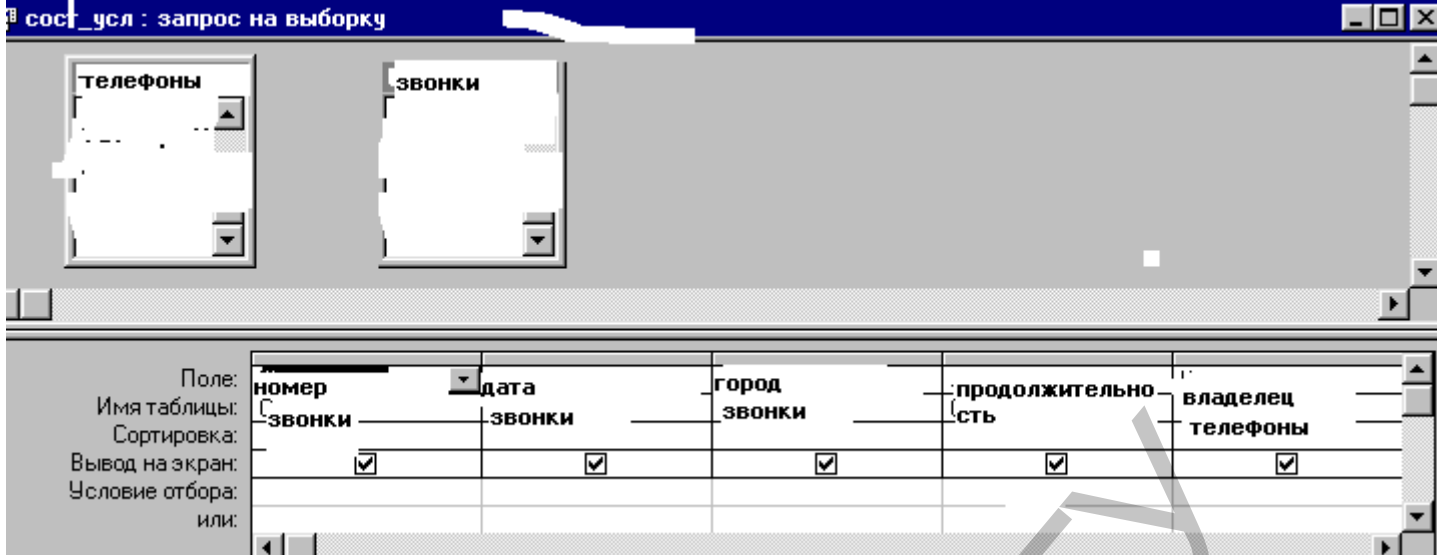 сост_усл : запрос на выборку
телефоны
звонки
Поле: номер дата город продолжительно владелец
Имя таблицы: звонки звонки звонки сть телефоны
Сортировка:
Вывод на экран:
Условие отбора:
или: